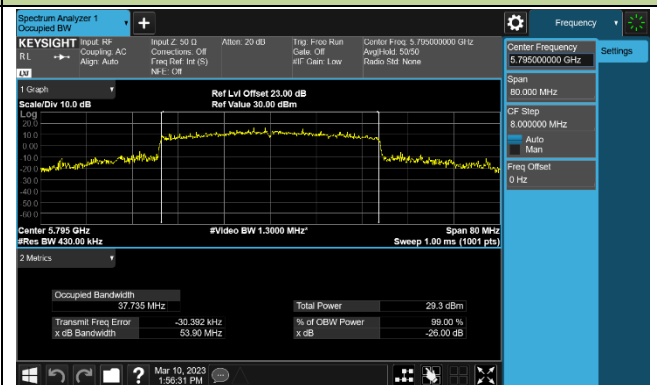 Spectrum Analyzer 1
Occupied BW
+
Frequency
KEYSIGHT
RL
LXI
Input: RF
Coupling: AC
Align: Auto
Input Z: 50 Ω
Corrections: Off
Freq Ref: Int (S)
NFE: Off
Atten: 20 dB
Trig: Free Run
Gate: Off
#IF Gain: Low
Center Freq: 5.795000000 GHz
Avg|Hold: 50/50
Radio Std: None
Center Frequency
5.795000000 GHz
Settings
Span
80.000 MHz
CF Step
8.000000 MHz
Auto
Man
Freq Offset
0 Hz
1 Graph
Scale/Div 10.0 dB
Ref Lvl Offset 23.00 dB
Ref Value 30.00 dBm
Log
20.0
10.0
0.00
-10.0
-20.0
-30.0
-40.0
-50.0
-60.0
Center 5.795 GHz
#Video BW 1.3000 MHz*
Span 80 MHz
#Res BW 430.00 kHz
Sweep 1.00 ms (1001 pts)
2 Metrics
Occupied Bandwidth
37.735 MHz
Total Power 29.3 dBm
Transmit Freq Error -30.392 kHz
% of OBW Power 99.00 %
x dB Bandwidth 53.90 MHz
x dB -26.00 dB
?
Mar 10, 2023
1:56:31 PM